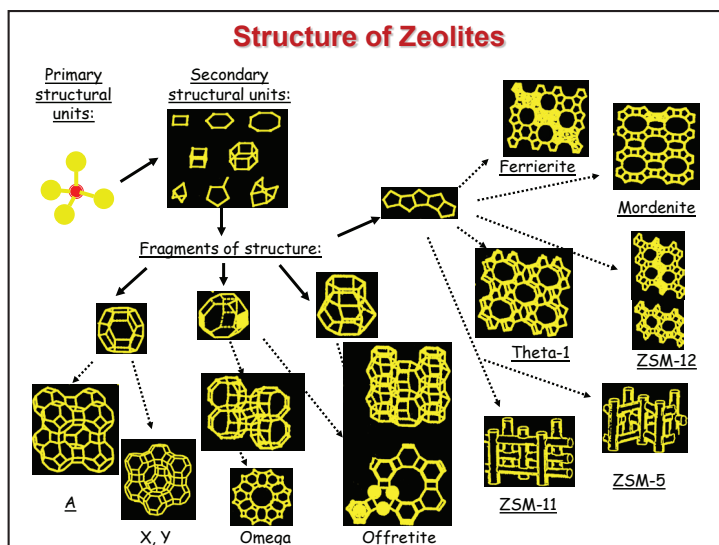 Structure of Zeolites
Primary
structural
units:
Secondary
structural units:
Ferrierite
Mordenite
Fragments of structure:
Theta-1
ZSM-12
A
X, Y
Omega
Offretite
ZSM-11
ZSM-5